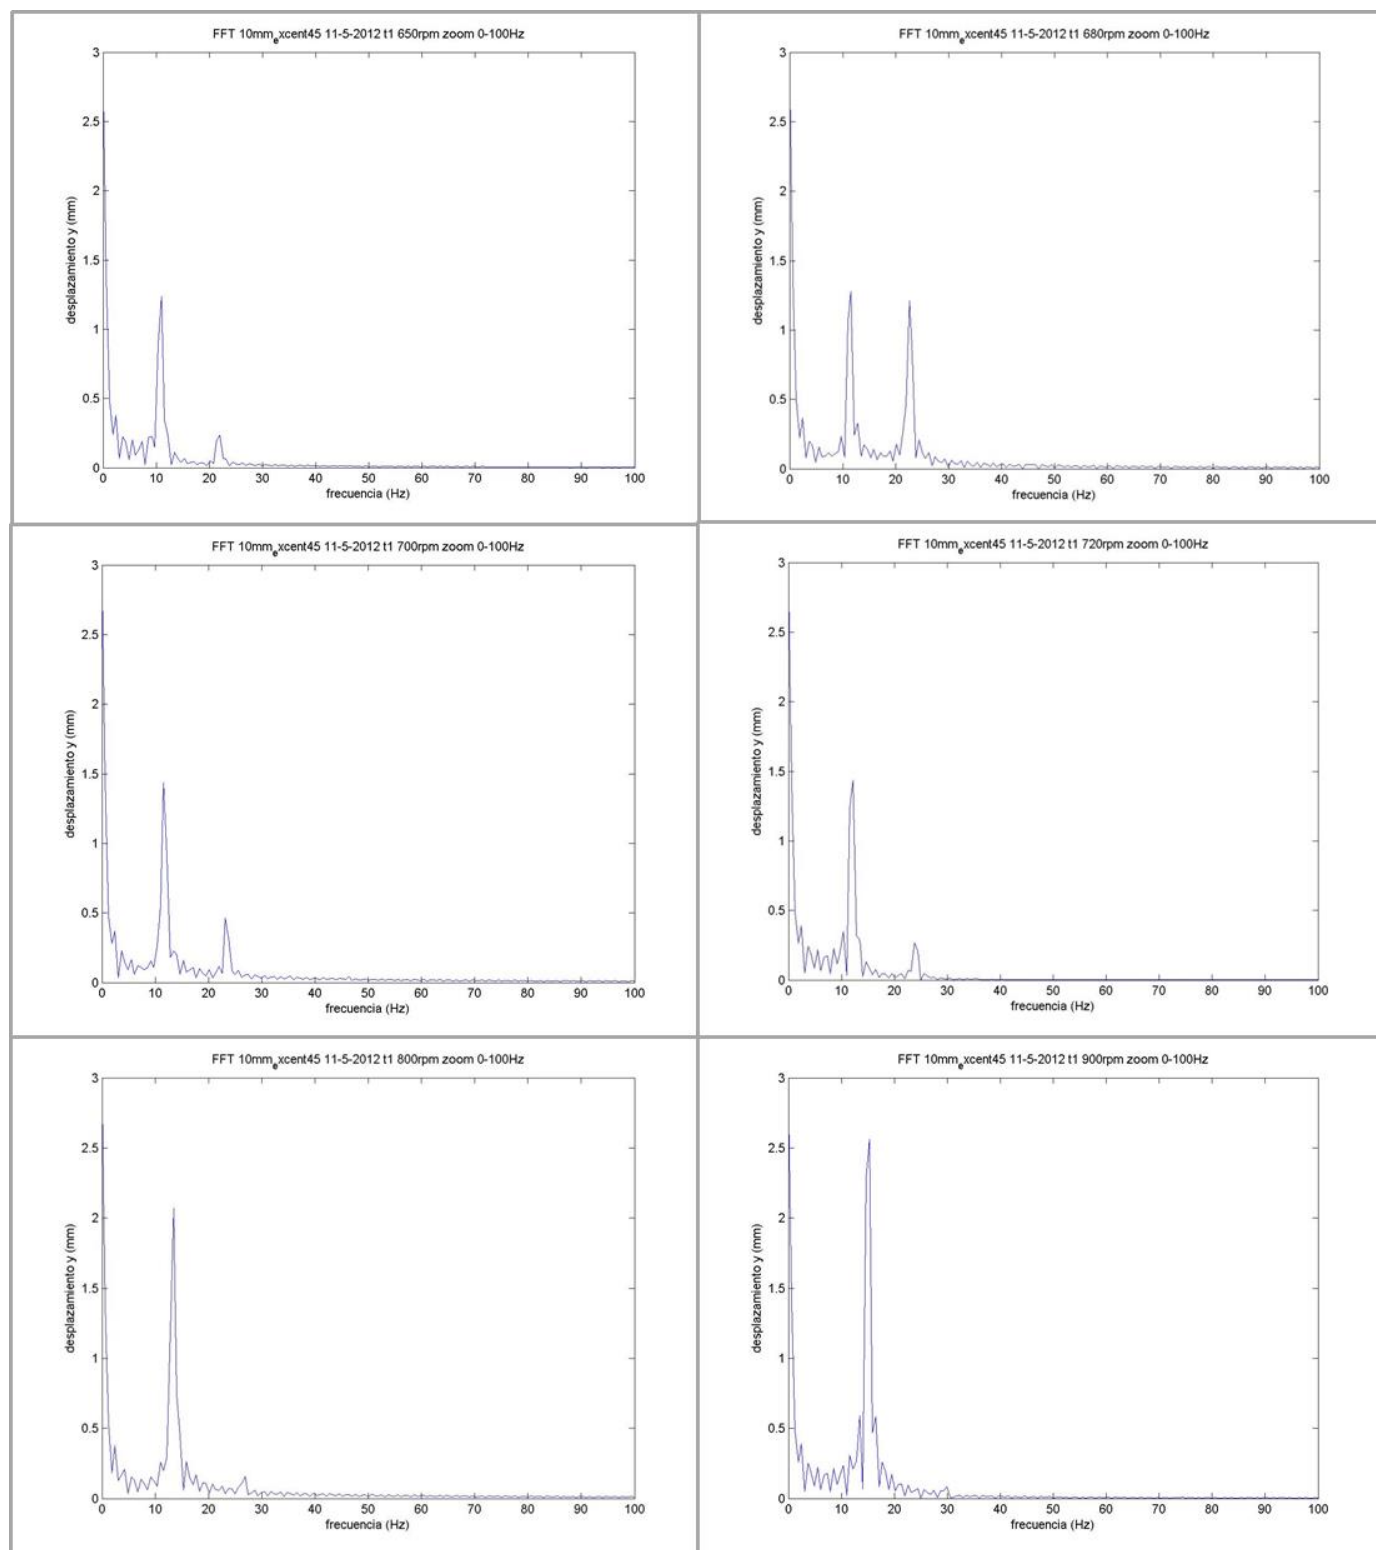 FFT 10mm_excent45 11-5-2012 t1 650rpm zoom 0-100Hz
3
2.5
2
1.5
1
0.5
0
desplazamiento y (mm)
0 10 20 30 40 50 60 70 80 90 100
frecuencia (Hz)
FFT 10mm_excent45 11-5-2012 t1 680rpm zoom 0-100Hz
3
2.5
2
1.5
1
0.5
0
desplazamiento y (mm)
0 10 20 30 40 50 60 70 80 90 100
frecuencia (Hz)
FFT 10mm_excent45 11-5-2012 t1 700rpm zoom 0-100Hz
3
2.5
2
1.5
1
0.5
0
desplazamiento y (mm)
0 10 20 30 40 50 60 70 80 90 100
frecuencia (Hz)
FFT 10mm_excent45 11-5-2012 t1 720rpm zoom 0-100Hz
3
2.5
2
1.5
1
0.5
0
desplazamiento y (mm)
0 10 20 30 40 50 60 70 80 90 100
frecuencia (Hz)
FFT 10mm_excent45 11-5-2012 t1 800rpm zoom 0-100Hz
3
2.5
2
1.5
1
0.5
0
desplazamiento y (mm)
0 10 20 30 40 50 60 70 80 90 100
frecuencia (Hz)
FFT 10mm_excent45 11-5-2012 t1 900rpm zoom 0-100Hz
3
2.5
2
1.5
1
0.5
0
desplazamiento y (mm)
0 10 20 30 40 50 60 70 80 90 100
frecuencia (Hz)